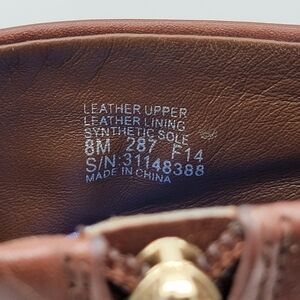 LEATHER UPPER
LEATHER LINING
SYNTHETIC SOLE
8M 287 F14
S/N:31148388
MADE IN CHINA